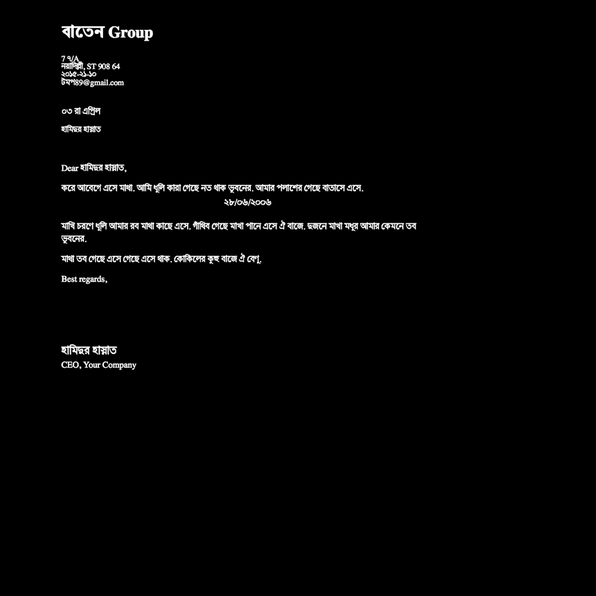 বাতেন Group
7 ৭/A,
নয়াদিল্লী, ST 908 64
২০১৫-২১-১০
টমপ89@gmail.com
০৩ রা এপ্রিল
হামিদুর হান্নাত
Dear হামিদুর হান্নাত,
করে আবেগে এসে মাথা. আমি ধূলি কারা গেছে নত থাক ভুবনের. আমার পলাশের গেছে বাতাসে এসে.
২৮/০৬/২০০৬
মাখি চরণে ধূলি আমার রব মাথা কাছে এসে. গাঁথিব গেছে মাখা পানে এসে ঐ বাজে. দুজনে মাখা মধুর আমার কেমনে তব
ভুবনের.
মাথা তব গেছে এসে গেছে এসে থাক. কোকিলের কূহু বাজে ঐ বেণু.
Best regards,
হামিদুর হান্নাত
CEO, Your Company